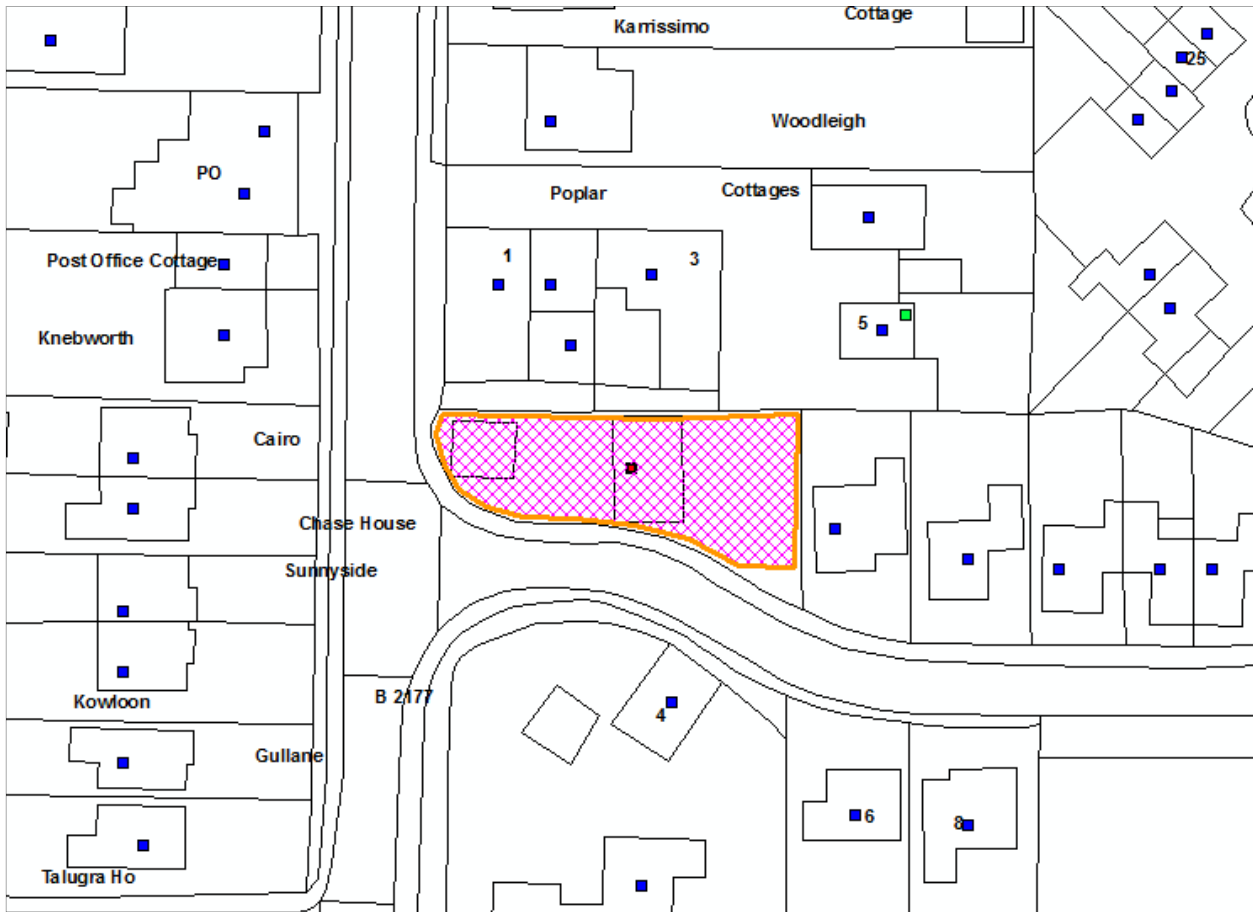 Cottage
Karrissimo
25
Woodleigh
PO
Poplar
Cottages
1
3
Post Office Cottage
Knebworth
5
Cairo
Chase House
Sunnyside
B 2177
Kowloon
4
Gullane
6
8
Talugra Ho